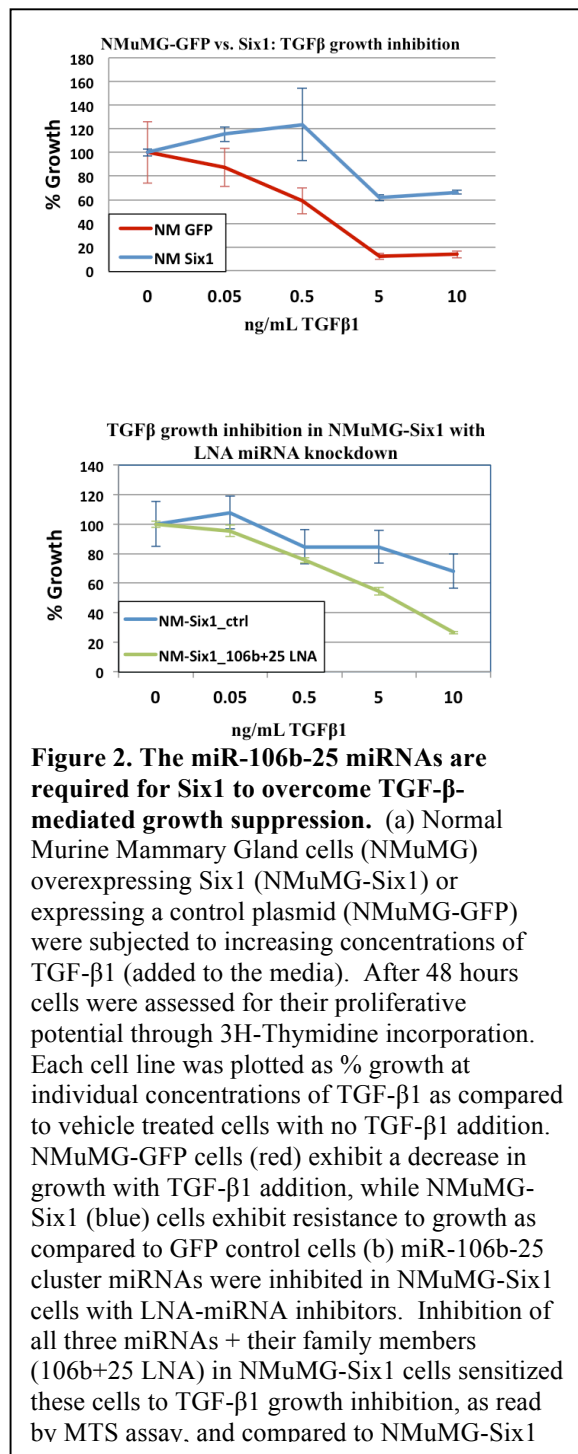 NMuMG-GFP vs. Six1: TGFβ growth inhibition
180
160
140
120
100
80
60
40
20
0
% Growth
NM GFP
NM Six1
0 0.05 0.5 5 10
ng/mL TGFβ1
TGFβ growth inhibition in NMuMG-Six1 with
LNA miRNA knockdown
140
120
100
80
60
40
20
0
% Growth
NM-Six1_ctrl
NM-Six1_106b+25 LNA
0 0.05 0.5 5 10
ng/mL TGFβ1
Figure 2. The miR-106b-25 miRNAs are
required for Six1 to overcome TGF-β-
mediated growth suppression. (a) Normal
Murine Mammary Gland cells (NMuMG)
overexpressing Six1 (NMuMG-Six1) or
expressing a control plasmid (NMuMG-GFP)
were subjected to increasing concentrations of
TGF-β1 (added to the media). After 48 hours
cells were assessed for their proliferative
potential through 3H-Thymidine incorporation.
Each cell line was plotted as % growth at
individual concentrations of TGF-β1 as compared
to vehicle treated cells with no TGF-β1 addition.
NMuMG-GFP cells (red) exhibit a decrease in
growth with TGF-β1 addition, while NMuMG-
Six1 (blue) cells exhibit resistance to growth as
compared to GFP control cells (b) miR-106b-25
cluster miRNAs were inhibited in NMuMG-Six1
cells with LNA-miRNA inhibitors. Inhibition of
all three miRNAs + their family members
(106b+25 LNA) in NMuMG-Six1 cells sensitized
these cells to TGF-β1 growth inhibition, as read
by MTS assay, and compared to NMuMG-Six1